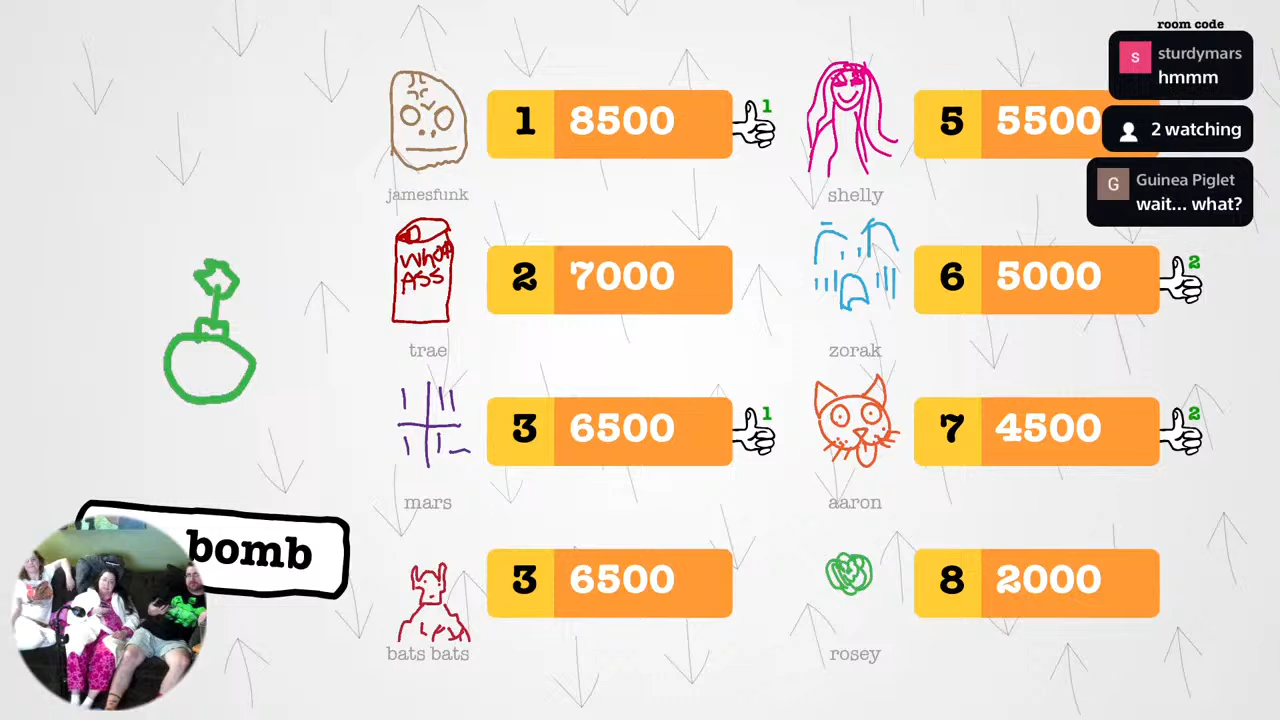 room code
sturdymars
hmmm
2 watching
Guinea Piglet
wait... what?
1 8500 1
jamesfunk
5 5500
shelly
WHOA
ASS
2 7000
trae
6 5000 2
zorak
3 6500 1
mars
7 4500 2
aaron
3 6500
bats bats
8 2000
rosey
bomb